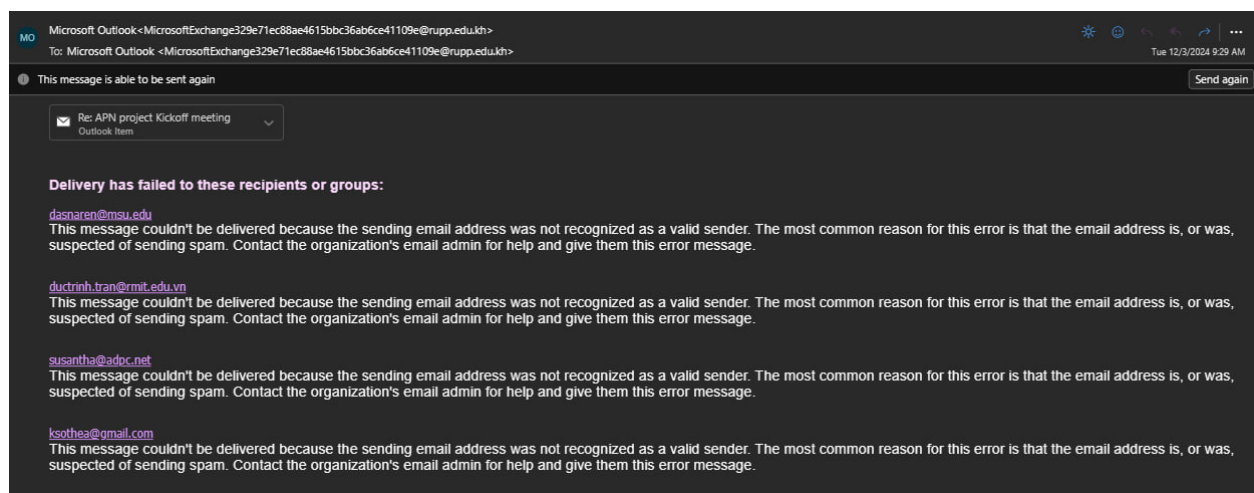 MO
Microsoft Outlook<MicrosoftExchange329e71ec88ae4615bbc36ab6ce41109e@rupp.edu.kh>
To: Microsoft Outlook <MicrosoftExchange329e71ec88ae4615bbc36ab6ce41109e@rupp.edu.kh>
Tue 12/3/2024 9:29 AM
This message is able to be sent again
Send again
Re: APN project Kickoff meeting
Outlook Item
Delivery has failed to these recipients or groups:
dasnaren@msu.edu
This message couldn't be delivered because the sending email address was not recognized as a valid sender. The most common reason for this error is that the email address is, or was,
suspected of sending spam. Contact the organization's email admin for help and give them this error message.
ductrinh.tran@rmit.edu.vn
This message couldn't be delivered because the sending email address was not recognized as a valid sender. The most common reason for this error is that the email address is, or was,
suspected of sending spam. Contact the organization's email admin for help and give them this error message.
susantha@adpc.net
This message couldn't be delivered because the sending email address was not recognized as a valid sender. The most common reason for this error is that the email address is, or was,
suspected of sending spam. Contact the organization's email admin for help and give them this error message.
ksothea@gmail.com
This message couldn't be delivered because the sending email address was not recognized as a valid sender. The most common reason for this error is that the email address is, or was,
suspected of sending spam. Contact the organization's email admin for help and give them this error message.